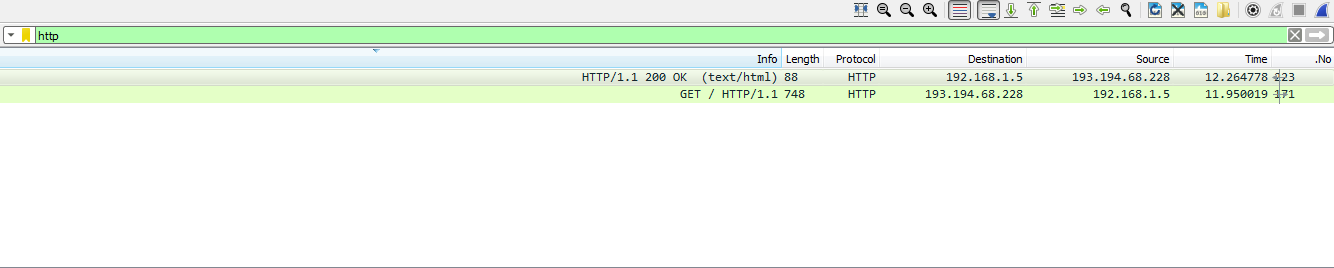 http
Info Length Protocol Destination Source Time .No
HTTP/1.1 200 OK (text/html) 88 HTTP 192.168.1.5 193.194.68.228 12.264778 223
GET / HTTP/1.1 748 HTTP 193.194.68.228 192.168.1.5 11.950019 171